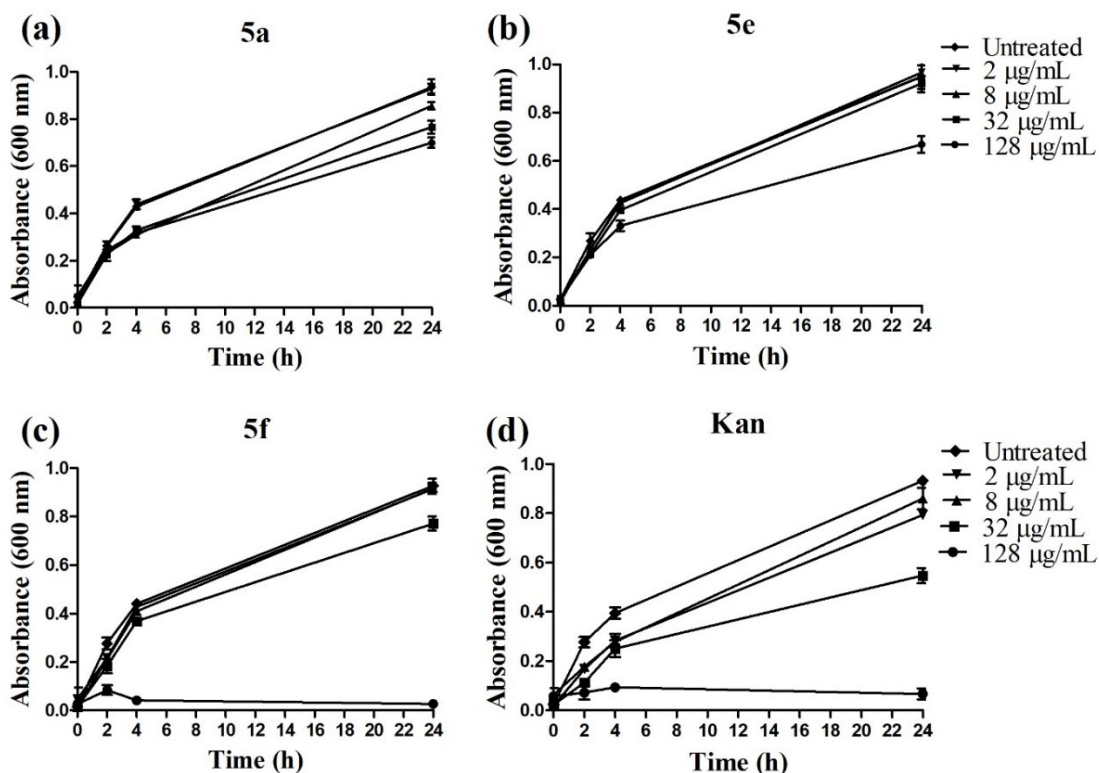 (a)
5a
Absorbance (600 nm)
1.0
0.8
0.6
0.4
0.2
0.0
0 2 4 6 8 10 12 14 16 18 20 22 24
Time (h)
(b)
5e
Absorbance (600 nm)
1.0
0.8
0.6
0.4
0.2
0.0
0 2 4 6 8 10 12 14 16 18 20 22 24
Time (h)
Untreated
2 μg/mL
8 μg/mL
32 μg/mL
128 μg/mL
(c)
5f
Absorbance (600 nm)
1.0
0.8
0.6
0.4
0.2
0.0
0 2 4 6 8 10 12 14 16 18 20 22 24
Time (h)
(d)
Kan
Absorbance (600 nm)
1.0
0.8
0.6
0.4
0.2
0.0
0 2 4 6 8 10 12 14 16 18 20 22 24
Time (h)
Untreated
2 μg/mL
8 μg/mL
32 μg/mL
128 μg/mL